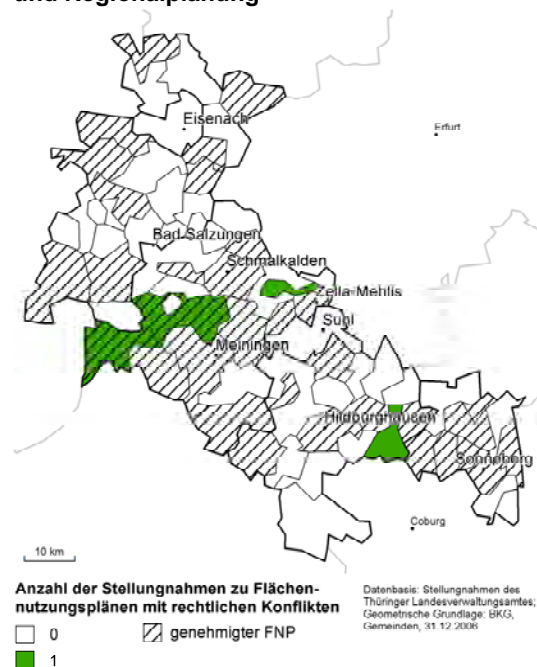 und Regionalplanung
Eisenach
Erfurt
Bad Salzungen
Schmalkalden
Zella-Mehlis
Suhl
Meiningen
Hildburghausen
Sonneberg
Coburg
10 km
Anzahl der Stellungnahmen zu Flächen-
nutzungsplänen mit rechtlichen Konflikten
0
genehmigter FNP
1
Datenbasis: Stellungnahmen des
Thüringer Landesverwaltungsamtes;
Geometrische Grundlage: BKG,
Gemeinden, 31.12.2006